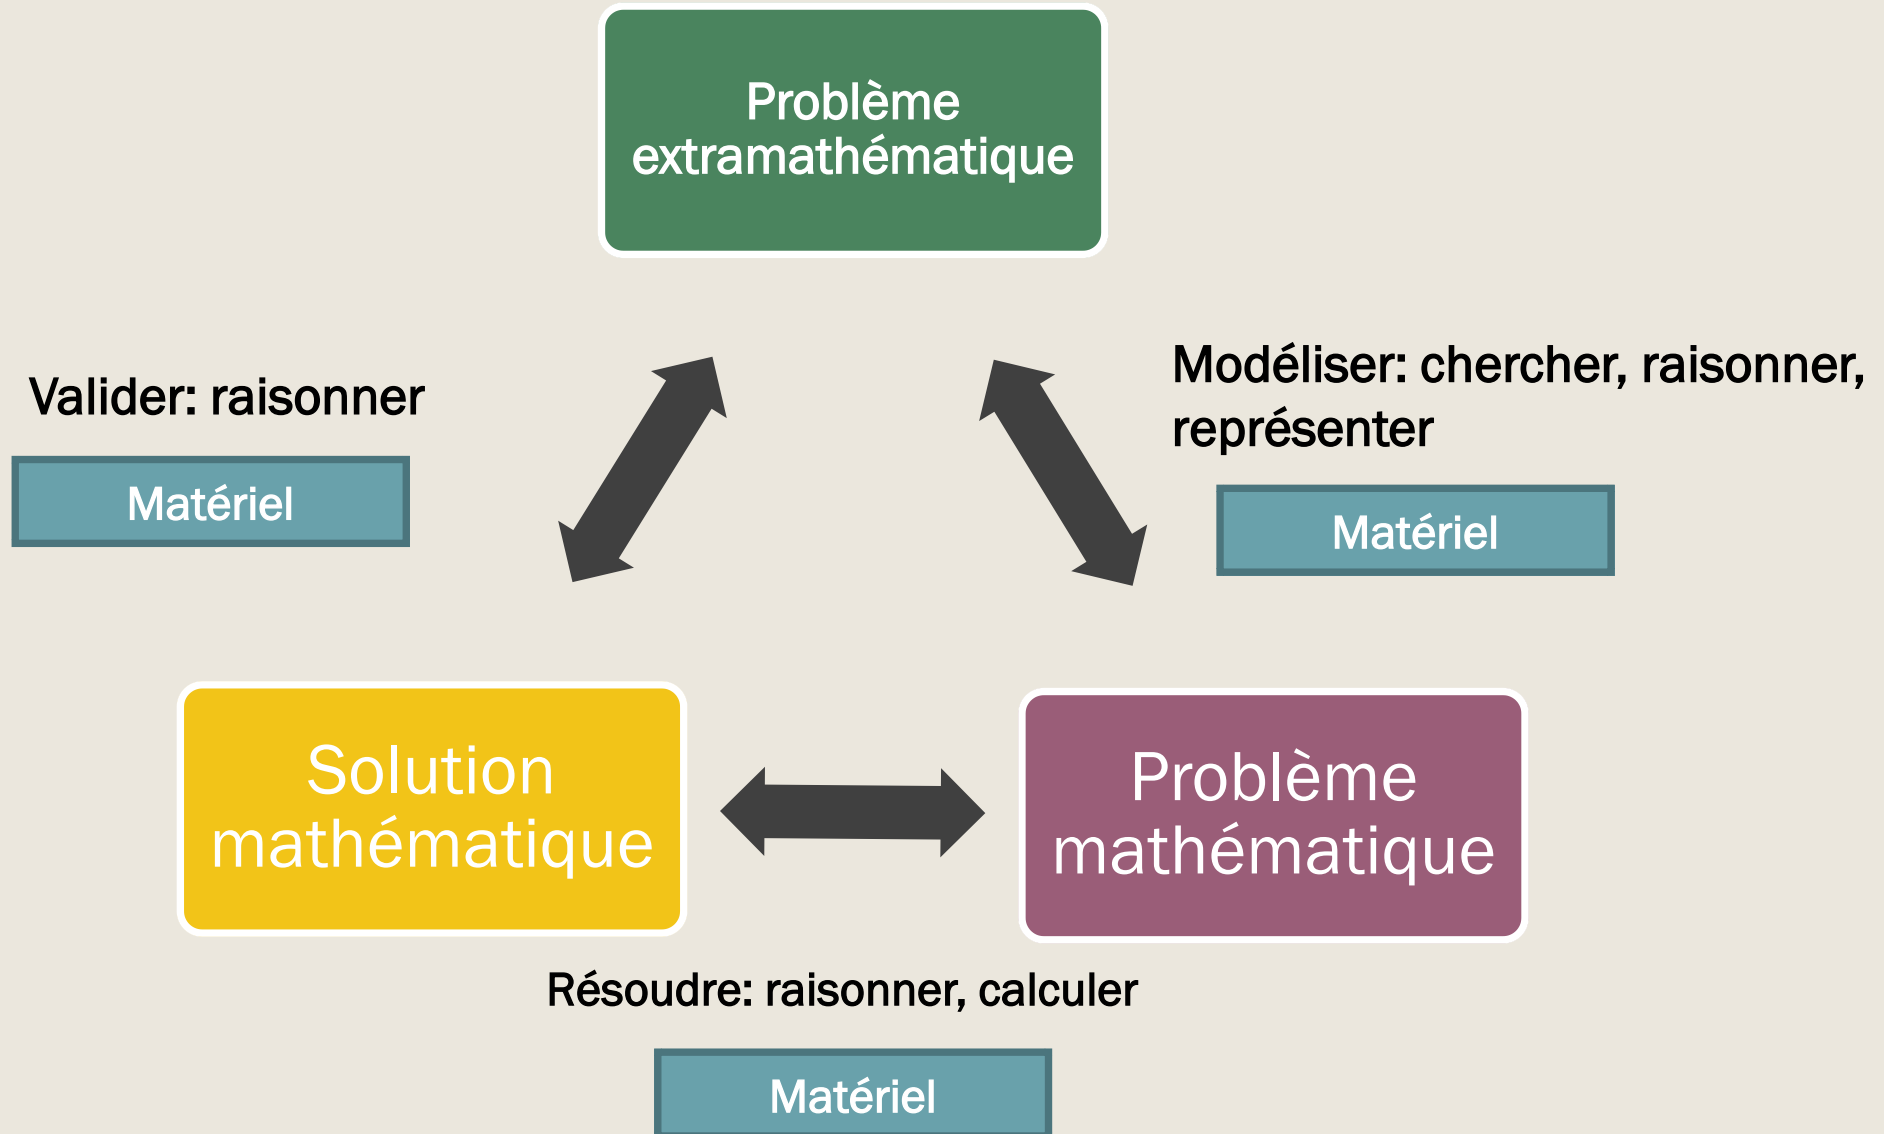 Problème
extramathématique
Valider: raisonner
Matériel
Modéliser: chercher, raisonner,
représenter
Matériel
Solution
mathématique
Problème
mathématique
Résoudre: raisonner, calculer
Matériel